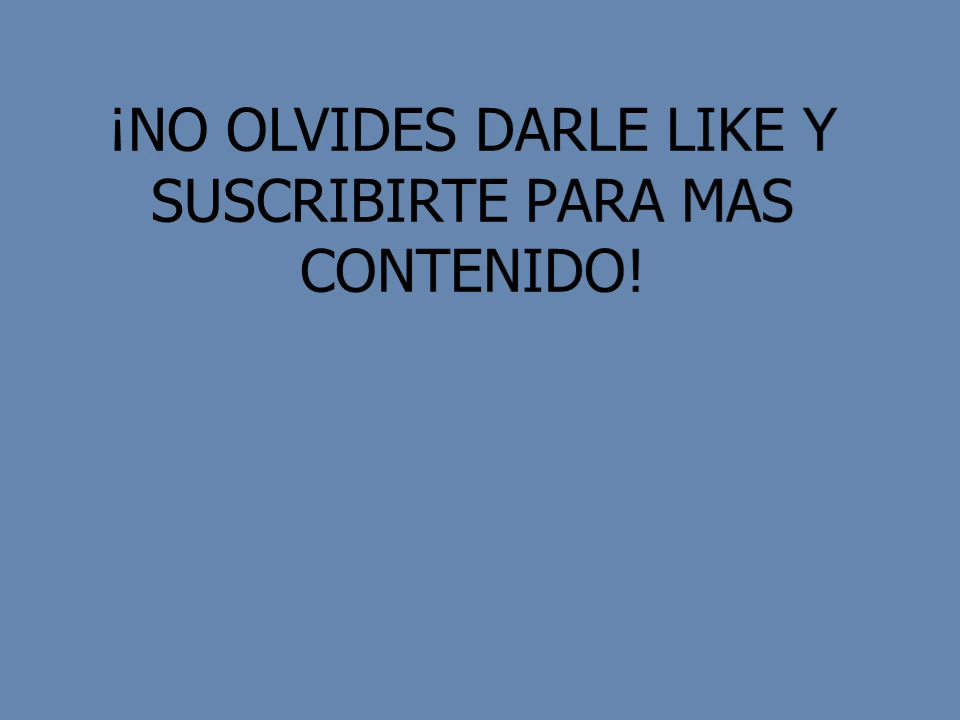 ¡NO OLVIDES DARLE LIKE Y
SUSCRIBIRTE PARA MAS
CONTENIDO!